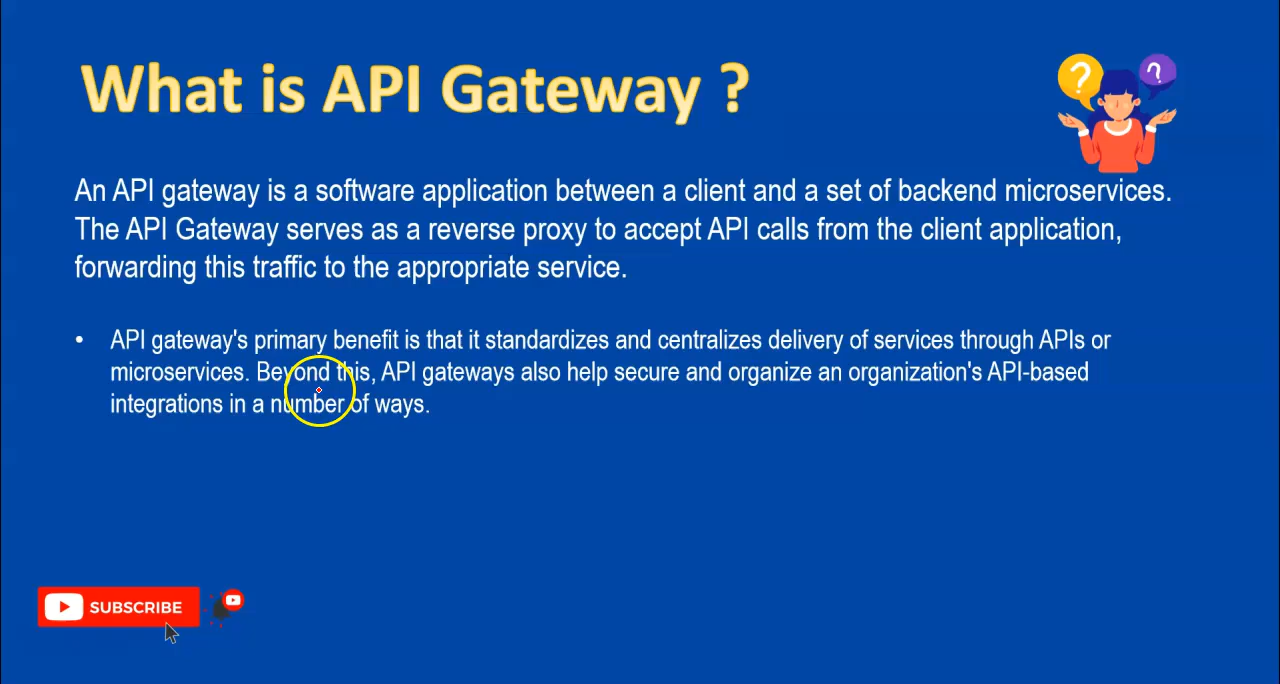 What is API Gateway ?
? ?
An API gateway is a software application between a client and a set of backend microservices.
The API Gateway serves as a reverse proxy to accept API calls from the client application,
forwarding this traffic to the appropriate service.
• API gateway's primary benefit is that it standardizes and centralizes delivery of services through APIs or
microservices. Beyond this, API gateways also help secure and organize an organization's API-based
integrations in a number of ways.
SUBSCRIBE